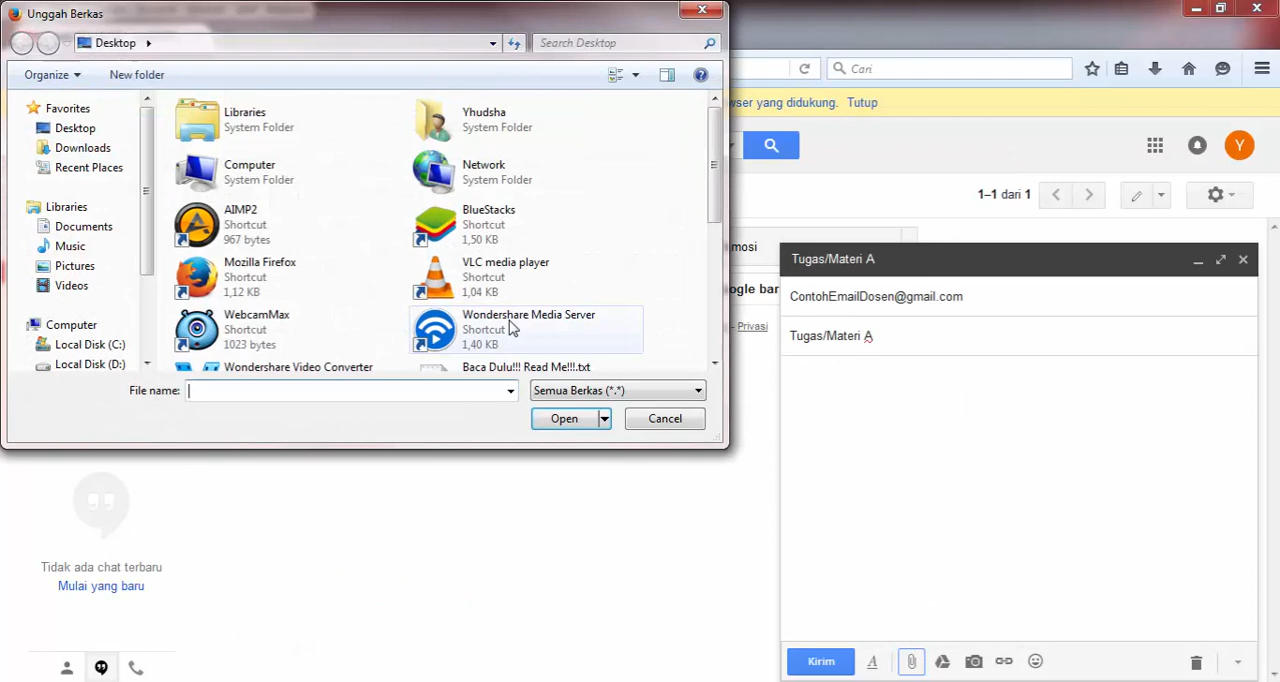 Unggah Berkas
Desktop
Search Desktop
Organize
New folder
Favorites
Desktop
Downloads
Recent Places
Libraries
Documents
Music
Pictures
Videos
Computer
Local Disk (C:)
Local Disk (D:)
Libraries
System Folder
Yhudsha
System Folder
Computer
System Folder
Network
System Folder
AIMP2
Shortcut
967 bytes
BlueStacks
Shortcut
1,50 KB
Mozilla Firefox
Shortcut
1,12 KB
VLC media player
Shortcut
1,04 KB
WebcamMax
Shortcut
1023 bytes
Wondershare Media Server
Shortcut
1,40 KB
Wondershare Video Converter
Baca Dulu!!! Read Me!!!.txt
File name:
Semua Berkas (*.*)
Open
Cancel
Cari
wser yang didukung. Tutup
Y
1–1 dari 1
mosi
ogle bar
- Privasi
Tugas/Materi A
ContohEmailDosen@gmail.com
Tugas/Materi A
Kirim
Tidak ada chat terbaru
Mulai yang baru